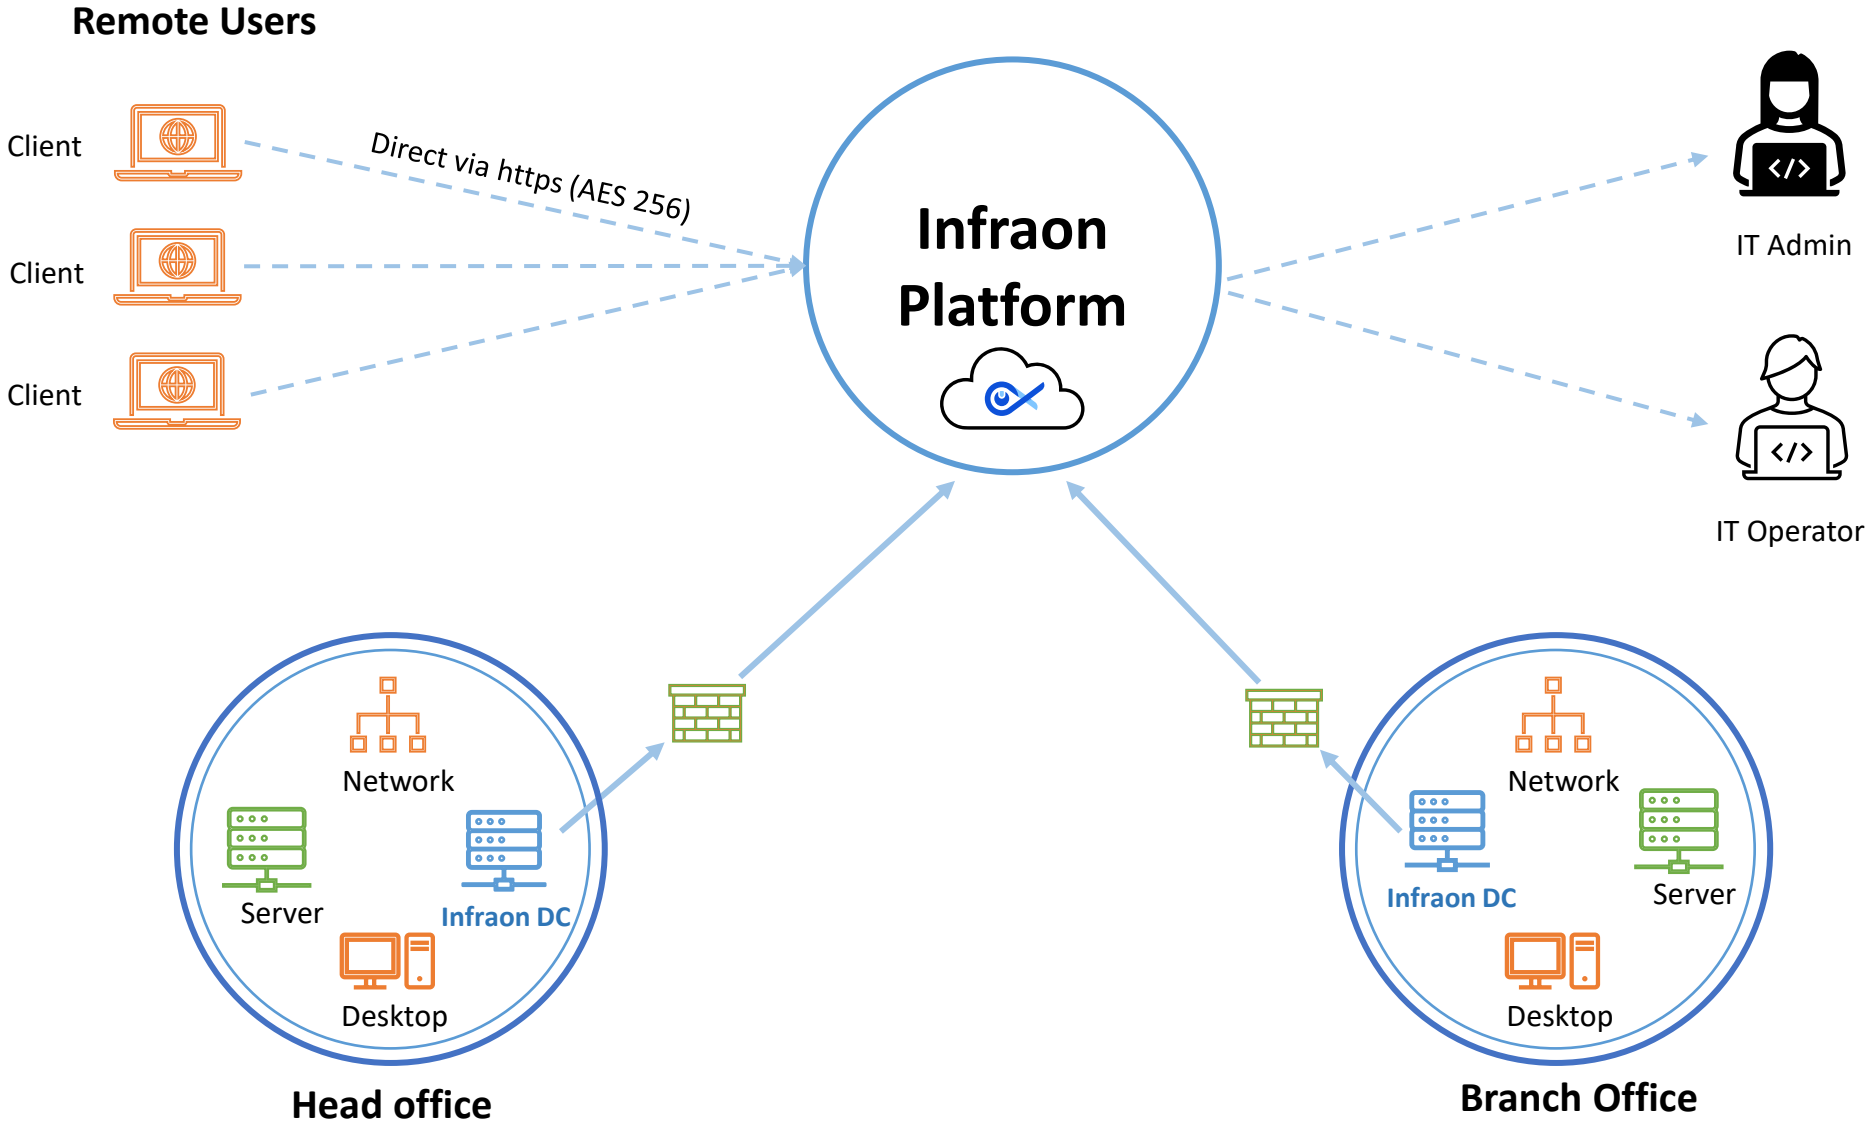 Remote Users
Client
Client
Client
Direct via https (AES 256)
Infraon
Platform
</>
IT Admin
</>
IT Operator
Network
Server
Infraon DC
Desktop
Head office
Network
Infraon DC
Server
Desktop
Branch Office